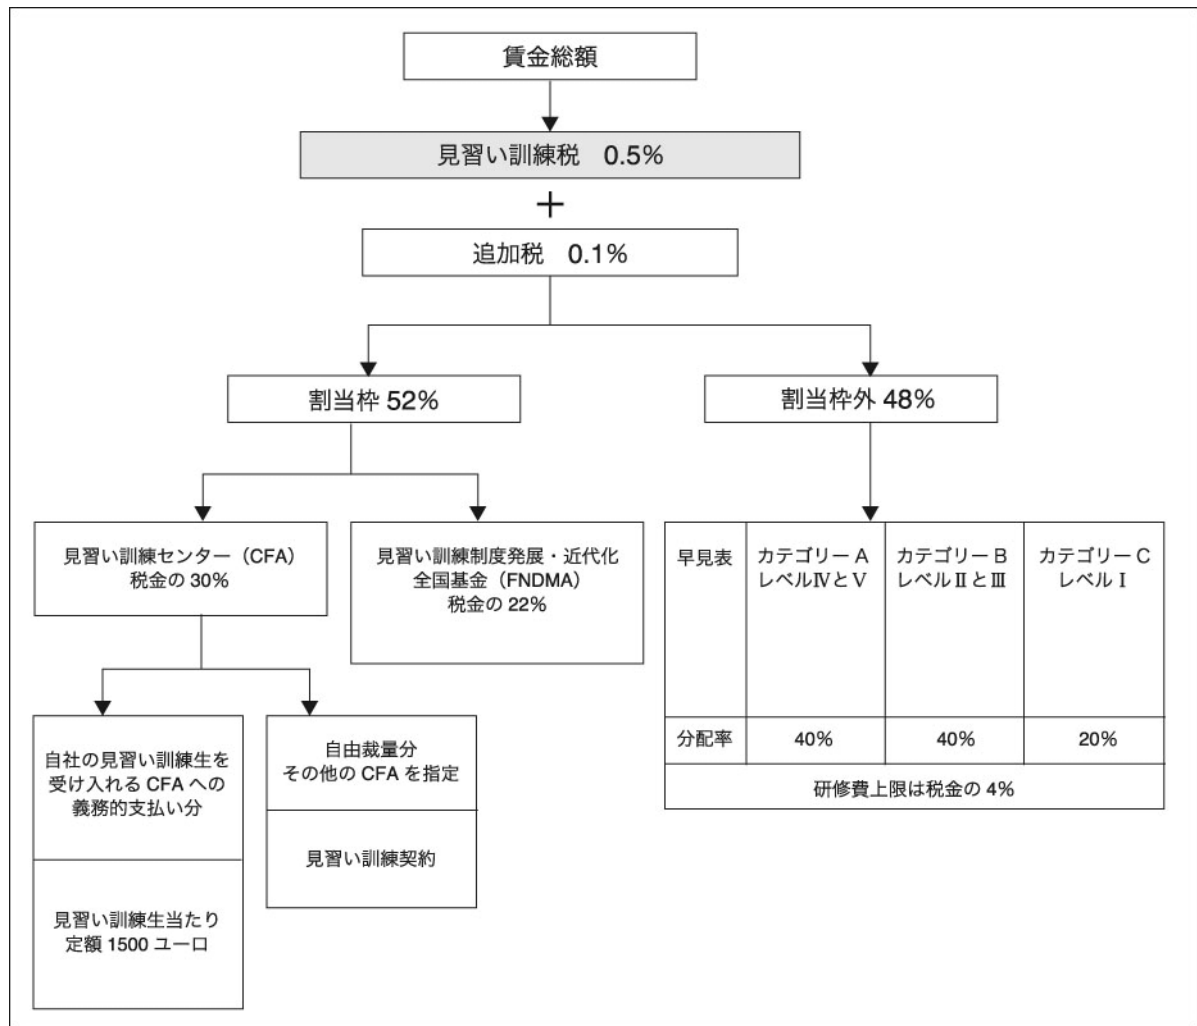 賃金総額
見習い訓練税 0.5%
+
追加税 0.1%
割当枠 52%
割当枠外 48%
見習い訓練センター（CFA）
税金の 30%
見習い訓練制度発展・近代化
全国基金（FNDMA）
税金の 22%
早見表
カテゴリー A
レベルⅣとⅤ
カテゴリー B
レベルⅡとⅢ
カテゴリー C
レベルⅠ
分配率
40%
40%
20%
研修費上限は税金の 4%
自社の見習い訓練生を
受け入れる CFA への
義務的支払い分
見習い訓練生当たり
定額 1500 ユーロ
自由裁量分
その他の CFA を指定
見習い訓練契約